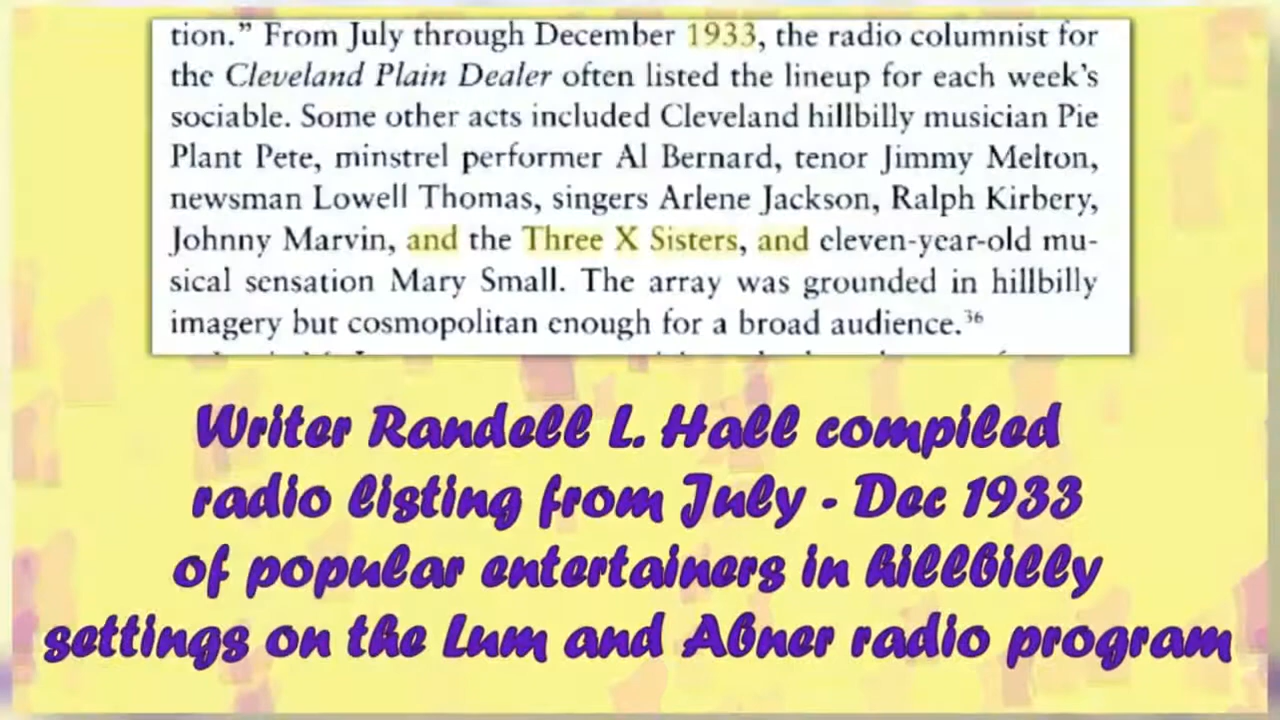 tion.” From July through December 1933, the radio columnist for
the Cleveland Plain Dealer often listed the lineup for each week’s
sociable. Some other acts included Cleveland hillbilly musician Pie
Plant Pete, minstrel performer Al Bernard, tenor Jimmy Melton,
newsman Lowell Thomas, singers Arlene Jackson, Ralph Kirbery,
Johnny Marvin, and the Three X Sisters, and eleven-year-old mu-
sical sensation Mary Small. The array was grounded in hillbilly
imagery but cosmopolitan enough for a broad audience.³⁶
Writer Randell L. Hall compiled
radio listing from July - Dec 1933
of popular entertainers in hillbilly
settings on the Lum and Abner radio program